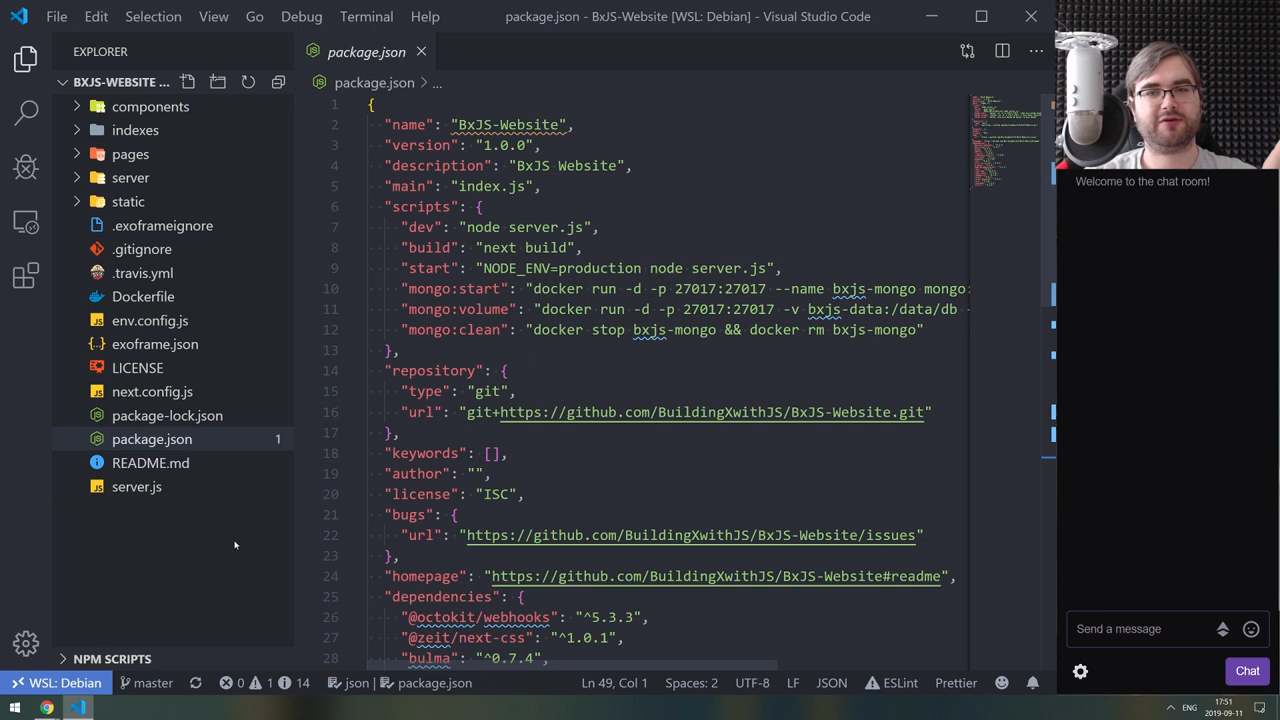 File Edit Selection View Go Debug Terminal Help
package.json - BxJS-Website [WSL: Debian] - Visual Studio Code
EXPLORER
BXJS-WEBSITE ...
components
indexes
pages
server
static
.exoframeignore
.gitignore
.travis.yml
Dockerfile
env.config.js
exoframe.json
LICENSE
next.config.js
package-lock.json
package.json 1
README.md
server.js
NPM SCRIPTS
package.json
package.json > ...
1 {
2 "name": "BxJS-Website",
3 "version": "1.0.0",
4 "description": "BxJS Website",
5 "main": "index.js",
6 "scripts": {
7 "dev": "node server.js",
8 "build": "next build",
9 "start": "NODE_ENV=production node server.js",
10 "mongo:start": "docker run -d -p 27017:27017 --name bxjs-mongo mongo:
11 "mongo:volume": "docker run -d -p 27017:27017 -v bxjs-data:/data/db -
12 "mongo:clean": "docker stop bxjs-mongo && docker rm bxjs-mongo"
13 },
14 "repository": {
15 "type": "git",
16 "url": "git+https://github.com/BuildingXwithJS/BxJS-Website.git"
17 },
18 "keywords": [],
19 "author": "",
20 "license": "ISC",
21 "bugs": {
22 "url": "https://github.com/BuildingXwithJS/BxJS-Website/issues"
23 },
24 "homepage": "https://github.com/BuildingXwithJS/BxJS-Website#readme",
25 "dependencies": {
26 "@octokit/webhooks": "^5.3.3",
27 "@zeit/next-css": "^1.0.1",
28 "bulma": "^0.7.4",
Welcome to the chat room!
Send a message
Chat
WSL: Debian master 0 1 14 json package.json Ln 49, Col 1 Spaces: 2 UTF-8 LF JSON ESLint Prettier
ENG
17:51
2019-09-11